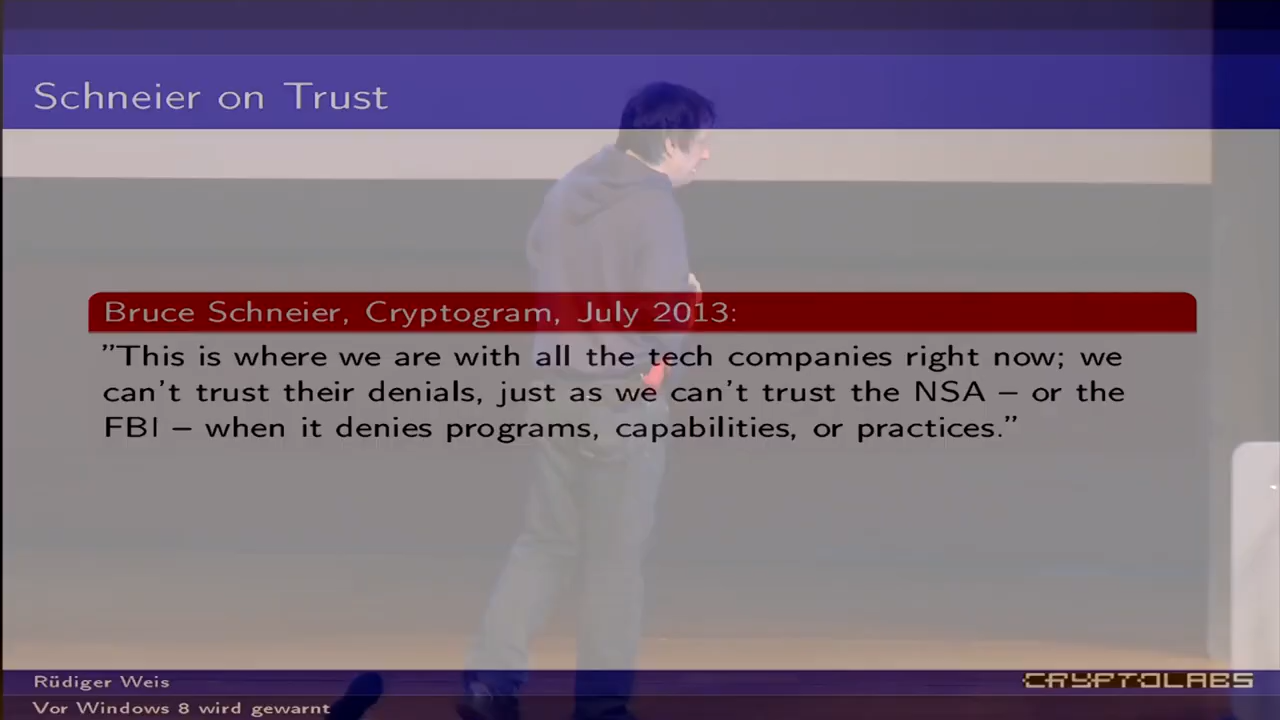 Schneier on Trust
Bruce Schneier, Cryptogram, July 2013:
"This is where we are with all the tech companies right now; we
can't trust their denials, just as we can't trust the NSA – or the
FBI – when it denies programs, capabilities, or practices."
Rüdiger Weis
CRYPTOLABS
Vor Windows 8 wird gewarnt